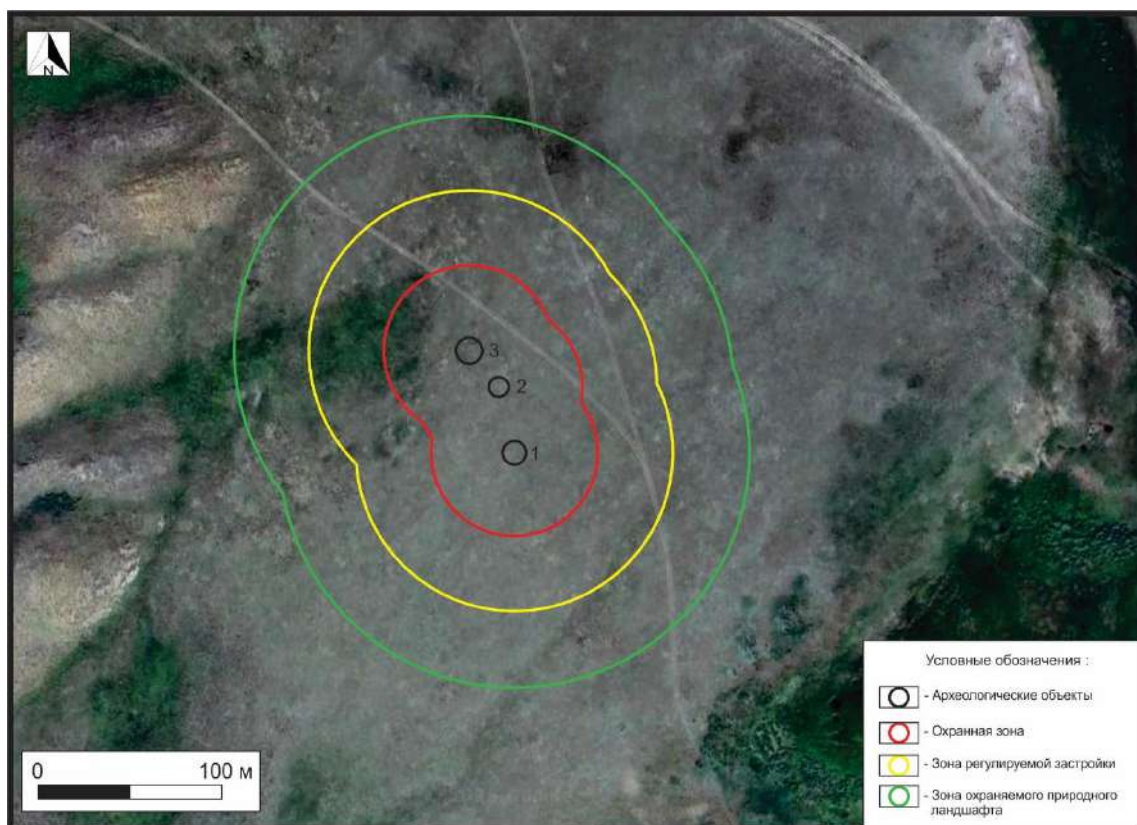 N
3
2
1
Условные обозначения :
- Археологические объекты
- Охранная зона
- Зона регулируемой застройки
- Зона охраняемого природного
ландшафта
0 100 м